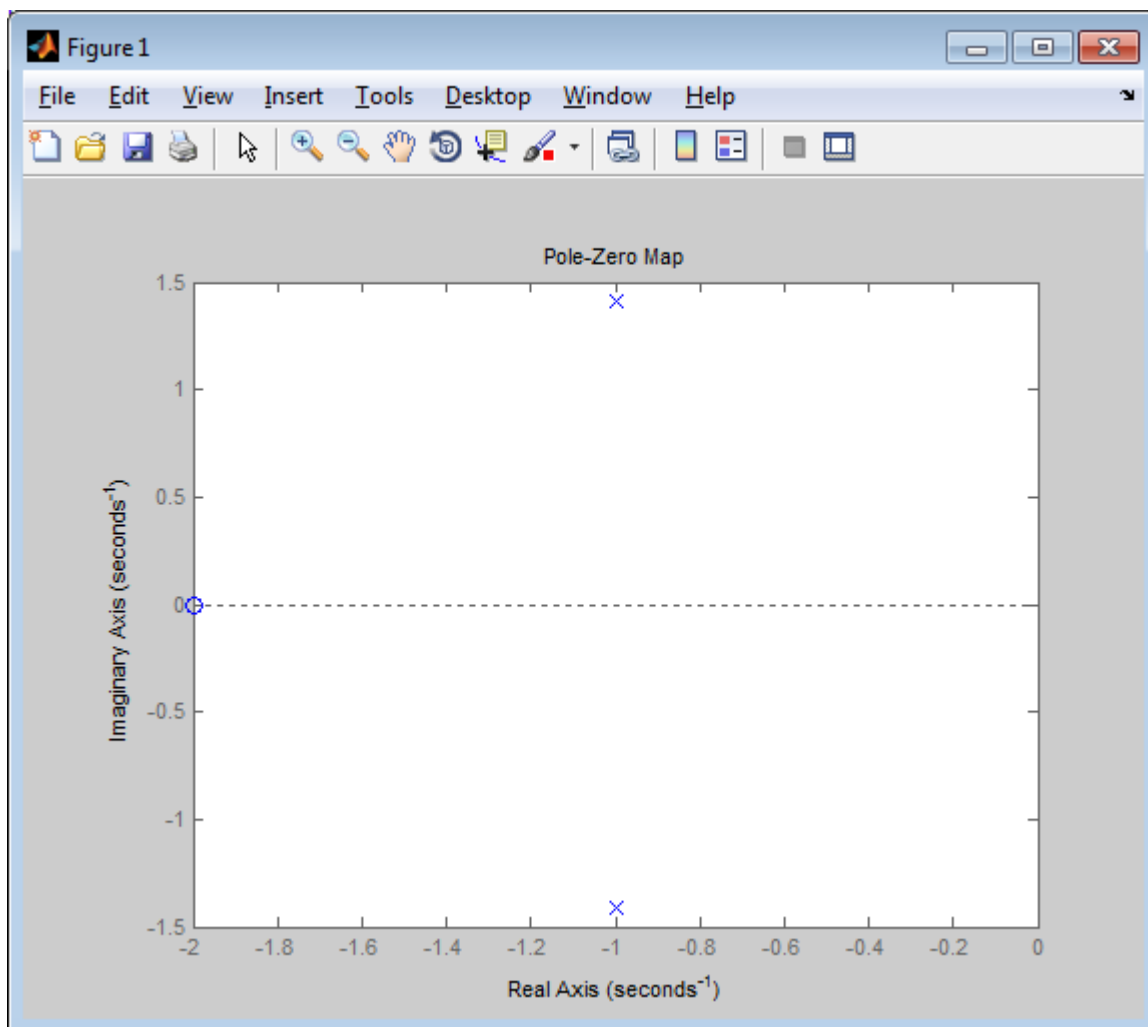 Figure 1
File Edit View Insert Tools Desktop Window Help
Pole-Zero Map
1.5
1
0.5
0
-0.5
-1
-1.5
Imaginary Axis (seconds⁻¹)
-2 -1.8 -1.6 -1.4 -1.2 -1 -0.8 -0.6 -0.4 -0.2 0
Real Axis (seconds⁻¹)